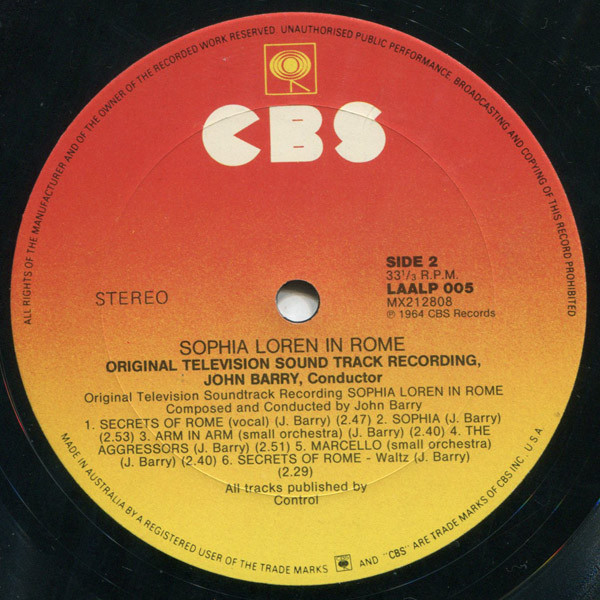 ALL RIGHTS OF THE MANUFACTURER AND OF THE OWNER OF THE RECORDED WORK RESERVED. UNAUTHORISED PUBLIC PERFORMANCE, BROADCASTING AND COPYING OF THIS RECORD PROHIBITED
CBS
SIDE 2
33 1/3 R.P.M.
STEREO
LAALP 005
MX212808
℗ 1964 CBS Records
SOPHIA LOREN IN ROME
ORIGINAL TELEVISION SOUND TRACK RECORDING,
JOHN BARRY, Conductor
Original Television Soundtrack Recording SOPHIA LOREN IN ROME
Composed and Conducted by John Barry
1. SECRETS OF ROME (vocal) (J. Barry) (2.47) 2. SOPHIA (J. Barry)
(2.53) 3. ARM IN ARM (small orchestra) (J. Barry) (2.40) 4. THE
AGGRESSORS (J. Barry) (2.51) 5. MARCELLO (small orchestra)
(J. Barry) (2.40) 6. SECRETS OF ROME - Waltz (J. Barry)
(2.29)
All tracks published by
Control
MADE IN AUSTRALIA BY A REGISTERED USER OF THE TRADE MARKS AND "CBS" ARE TRADE MARKS OF CBS INC. U.S.A.